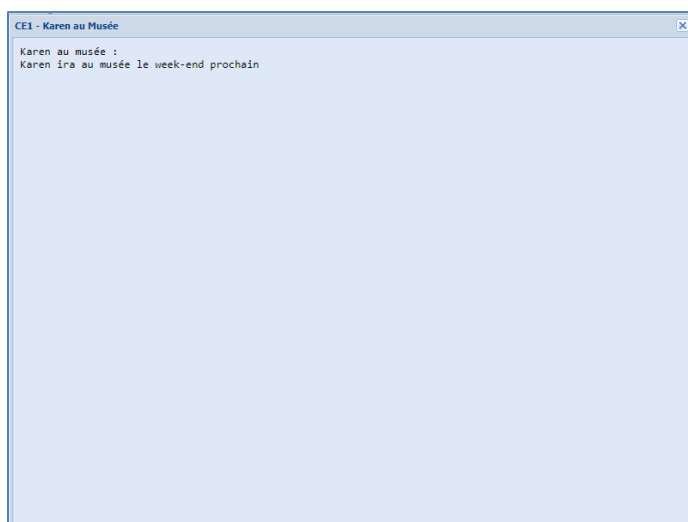 CE1 - Karen au Musée
Karen au musée :
Karen ira au musée le week-end prochain